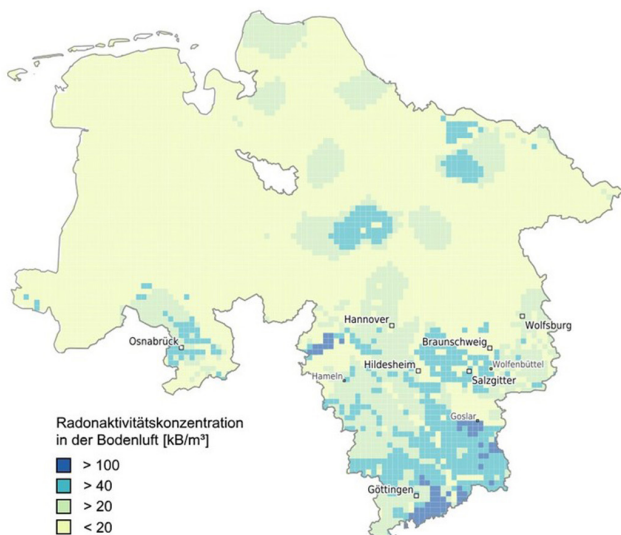 Hannover
Wolfsburg
Osnabrück
Braunschweig
Wolfenbüttel
Hildesheim
Hameln
Salzgitter
Goslar
Radonaktivitätskonzentration
in der Bodenluft [kB/m³]
> 100
> 40
> 20
< 20
Göttingen